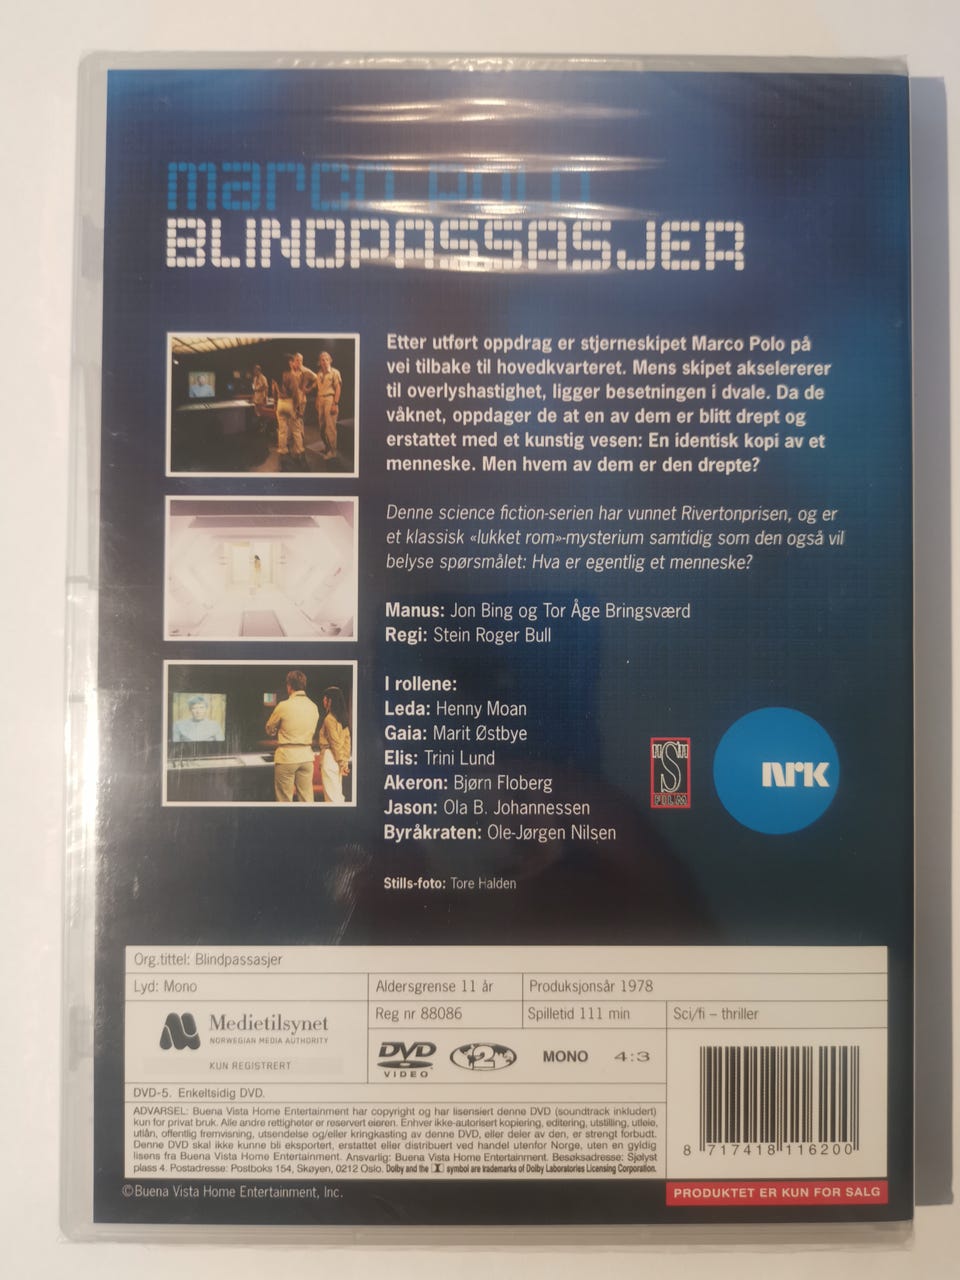 marco polo
BLINDPASSASJER
Etter utført oppdrag er stjerneskipet Marco Polo på
vei tilbake til hovedkvarteret. Mens skipet akselererer
til overlyshastighet, ligger besetningen i dvale. Da de
våknet, oppdager de at en av dem er blitt drept og
erstattet med et kunstig vesen: En identisk kopi av et
menneske. Men hvem av dem er den drepte?
Denne science fiction-serien har vunnet Rivertonprisen, og er
et klassisk «lukket rom»-mysterium samtidig som den også vil
belyse spørsmålet: Hva er egentlig et menneske?
Manus: Jon Bing og Tor Åge Bringsværd
Regi: Stein Roger Bull
I rollene:
Leda: Henny Moan
Gaia: Marit Østbye
Elis: Trini Lund
Akeron: Bjørn Floberg
Jason: Ola B. Johannessen
Byråkraten: Ole-Jørgen Nilsen
Stills-foto: Tore Halden
S
FILM
nrk
Org.tittel: Blindpassasjer
Lyd: Mono
Aldersgrense 11 år
Produksjonsår 1978
Reg nr 88086
Spilletid 111 min
Sci/fi – thriller
Medietilsynet
NORWEGIAN MEDIA AUTHORITY
KUN REGISTRERT
DVD
VIDEO
2
MONO
4:3
DVD-5. Enkeltsidig DVD.
ADVARSEL: Buena Vista Home Entertainment har copyright og har lisensiert denne DVD (soundtrack inkludert)
kun for privat bruk. Alle andre rettigheter er reservert eieren. Enhver ikke-autorisert kopiering, editering, utstilling, utleie,
utlån, offentlig fremvisning, utsendelse og/eller kringkasting av denne DVD, eller deler av den, er strengt forbudt.
Denne DVD skal ikke kunne bli eksportert, erstattet eller distribuert ved handel utenfor Norge, uten en gyldig
lisens fra Buena Vista Home Entertainment. Ansvarlig: Buena Vista Home Entertainment. Besøksadresse: Sjølyst
plass 4. Postadresse: Postboks 154, Skøyen, 0212 Oslo. Dolby and the symbol are trademarks of Dolby Laboratories Licensing Corporation.
8 717418 116200
©Buena Vista Home Entertainment, Inc.
PRODUKTET ER KUN FOR SALG